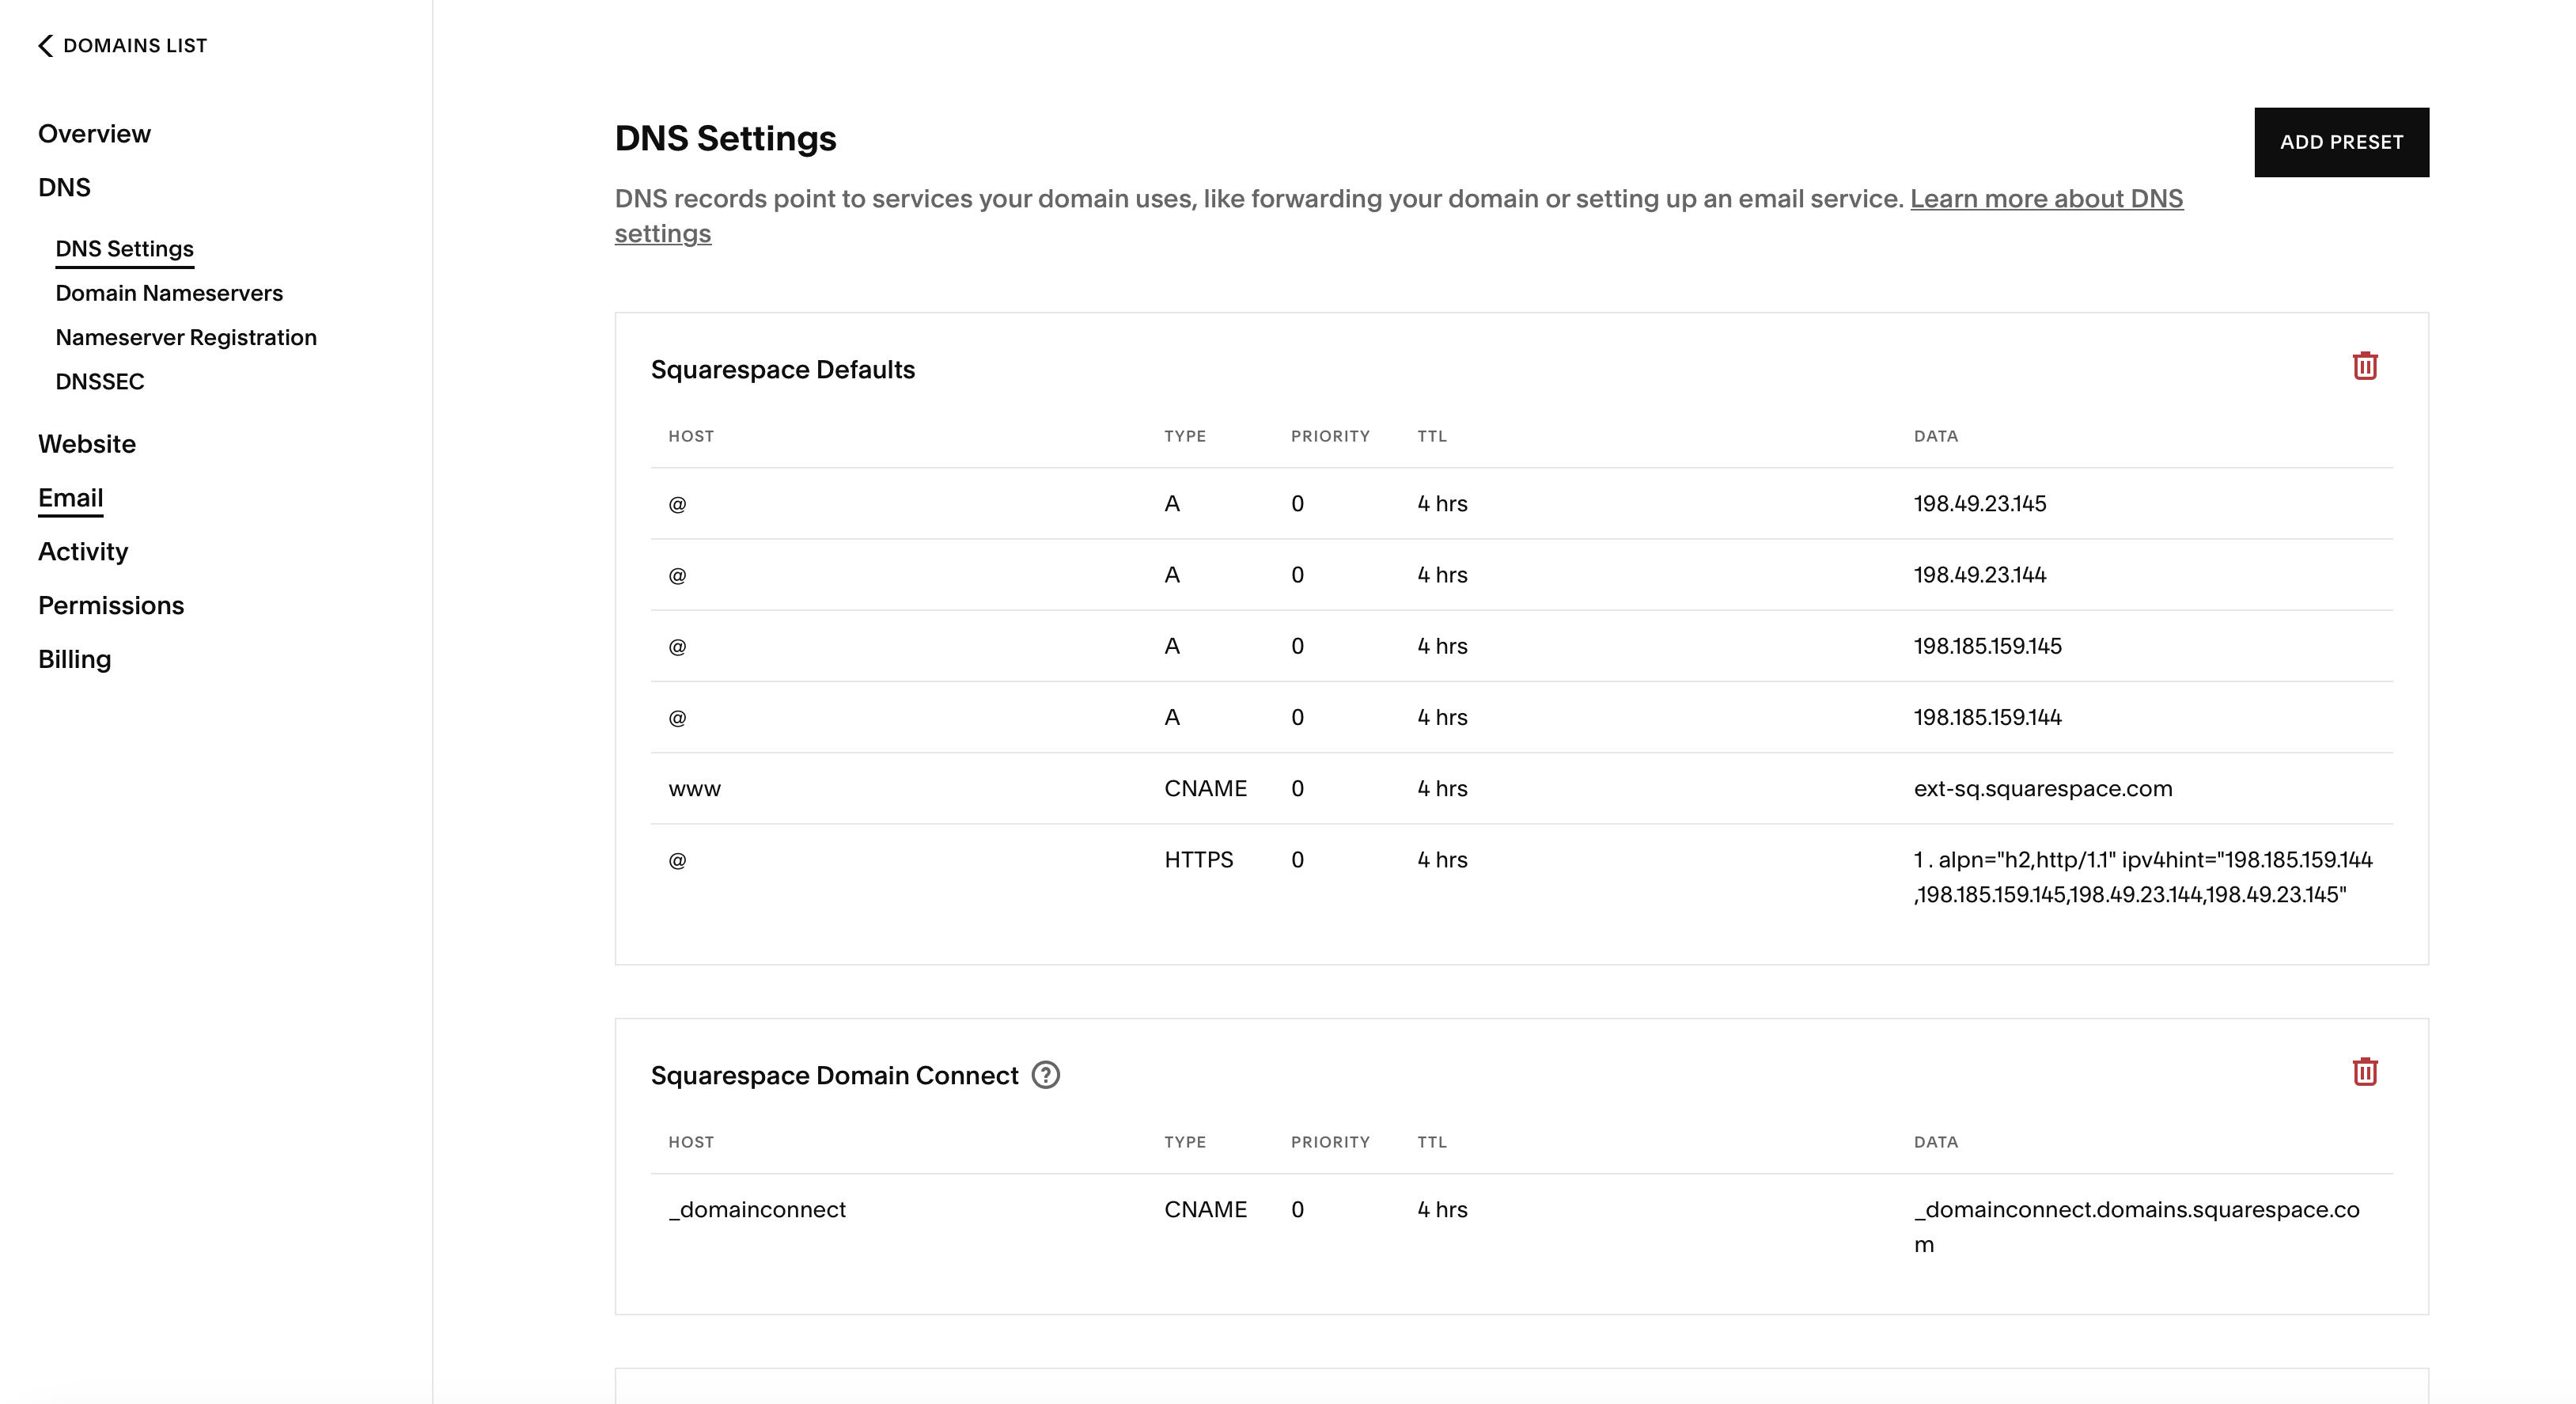 DOMAINS LIST
Overview
DNS
DNS Settings
Domain Nameservers
Nameserver Registration
DNSSEC
Website
Email
Activity
Permissions
Billing
DNS Settings
ADD PRESET
DNS records point to services your domain uses, like forwarding your domain or setting up an email service. Learn more about DNS
settings
Squarespace Defaults
HOST TYPE PRIORITY TTL DATA
@ A 0 4 hrs 198.49.23.145
@ A 0 4 hrs 198.49.23.144
@ A 0 4 hrs 198.185.159.145
@ A 0 4 hrs 198.185.159.144
www CNAME 0 4 hrs ext-sq.squarespace.com
@ HTTPS 0 4 hrs 1 . alpn="h2,http/1.1" ipv4hint="198.185.159.144
,198.185.159.145,198.49.23.144,198.49.23.145"
Squarespace Domain Connect ?
HOST TYPE PRIORITY TTL DATA
_domainconnect CNAME 0 4 hrs _domainconnect.domains.squarespace.co
m